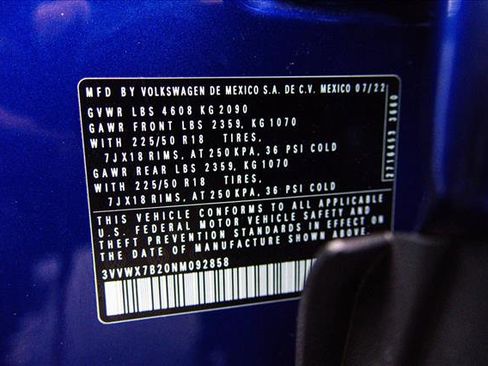 MFD BY VOLKSWAGEN DE MEXICO S.A. DE C.V. MEXICO 07/22
GVWR LBS 4608 KG 2090
GAWR FRONT LBS 2359, KG 1070
WITH 225/50 R18 TIRES,
7JX18 RIMS, AT 250 KPA, 36 PSI COLD
GAWR REAR LBS 2359, KG 1070
WITH 225/50 R18 TIRES,
7JX18 RIMS, AT 250 KPA, 36 PSI COLD
THIS VEHICLE CONFORMS TO ALL APPLICABLE
U.S. FEDERAL MOTOR VEHICLE SAFETY AND
THEFT PREVENTION STANDARDS IN EFFECT ON
THE DATE OF MANUFACTURE SHOWN ABOVE.
3VVWX7B20NM092858
2716453 3060